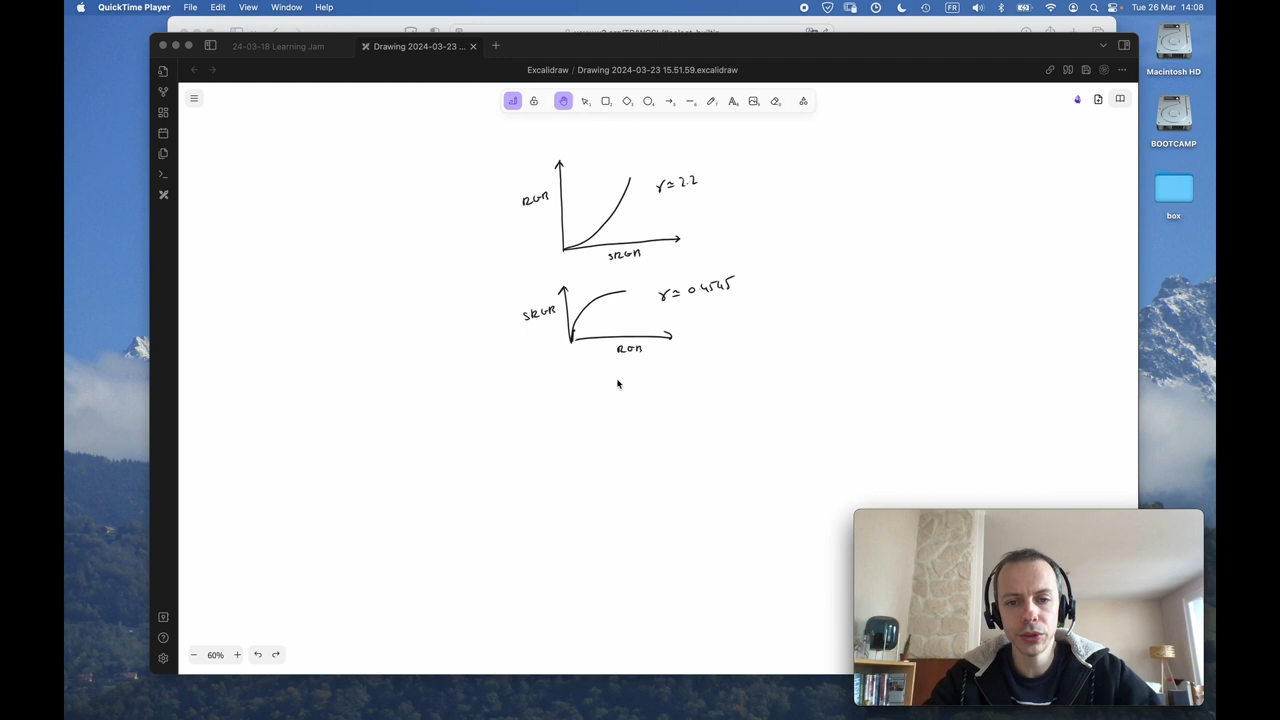 QuickTime Player File Edit View Window Help
FR
Tue 26 Mar 14:08
24-03-18 Learning Jam
Drawing 2024-03-23 ...
Excalidraw / Drawing 2024-03-23 15.51.59.excalidraw
Macintosh HD
BOOTCAMP
box
RGB
γ ≃ 2.2
SRGB
SRGB
γ ≃ 0.4545
RGB
60%